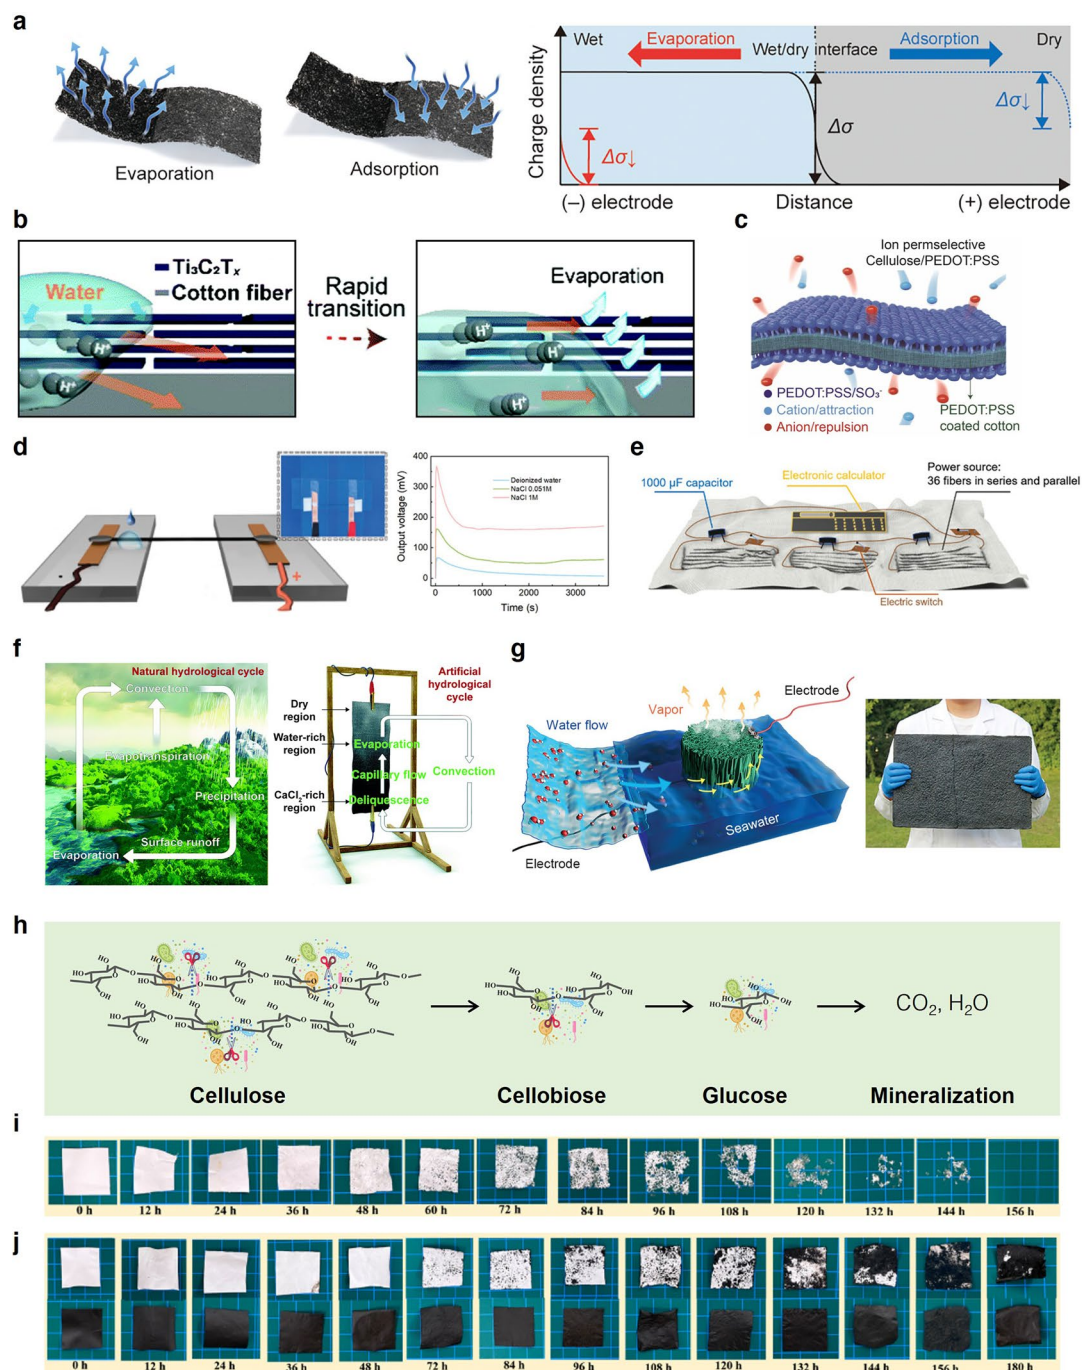 a
Evaporation
Adsorption
Charge density
Wet
Evaporation
Wet/dry interface
Adsorption
Dry
Δσ↓
Δσ
Δσ↓
(–) electrode
Distance
(+) electrode
b
Water
Ti₃C₂Tₓ
Cotton fiber
H⁺
H⁺
Rapid
transition
Evaporation
H⁺
H⁺
c
Ion permselective
Cellulose/PEDOT:PSS
PEDOT:PSS/SO₃⁻
Cation/attraction
Anion/repulsion
PEDOT:PSS
coated cotton
d
+
Output voltage (mV)
400
300
200
100
0
Deionized water
NaCl 0.051M
NaCl 1M
0
1000
2000
3000
Time (s)
e
1000 µF capacitor
Electronic calculator
Power source:
36 fibers in series and parallel
Electric switch
f
Natural hydrological cycle
Convection
Evapotranspiration
Precipitation
Surface runoff
Evaporation
Dry
region
Water-rich
region
CaCl₂-rich
region
Artificial
hydrological
cycle
Evaporation
Capillary flow
Convection
Deliquescence
g
Water flow
Vapor
Electrode
Seawater
Electrode
h
Cellulose
Cellobiose
Glucose
CO₂, H₂O
Mineralization
i
0 h 12 h 24 h 36 h 48 h 60 h 72 h 84 h 96 h 108 h 120 h 132 h 144 h 156 h
j
0 h 12 h 24 h 36 h 48 h 72 h 84 h 96 h 108 h 120 h 132 h 144 h 156 h 180 h